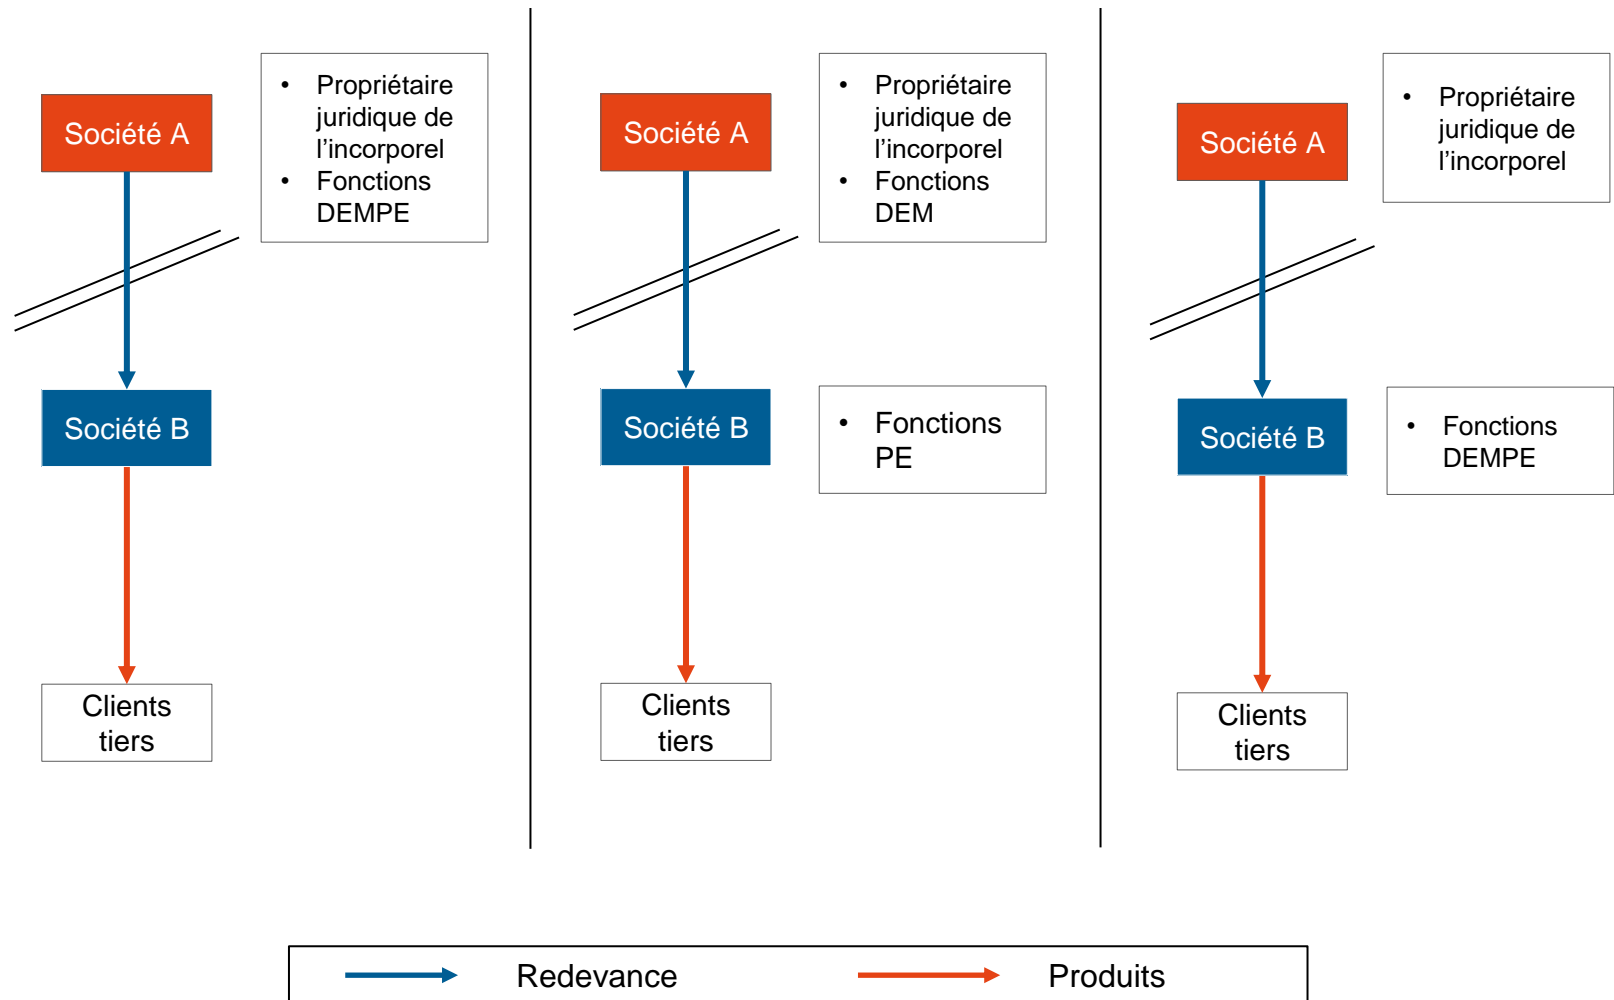 Société A
• Propriétaire
juridique de
l’incorporel
• Fonctions
DEMPE
Société B
Clients
tiers
Société A
• Propriétaire
juridique de
l’incorporel
• Fonctions
DEM
Société B
• Fonctions
PE
Clients
tiers
Société A
• Propriétaire
juridique de
l’incorporel
Société B
• Fonctions
DEMPE
Clients
tiers
Redevance
Produits